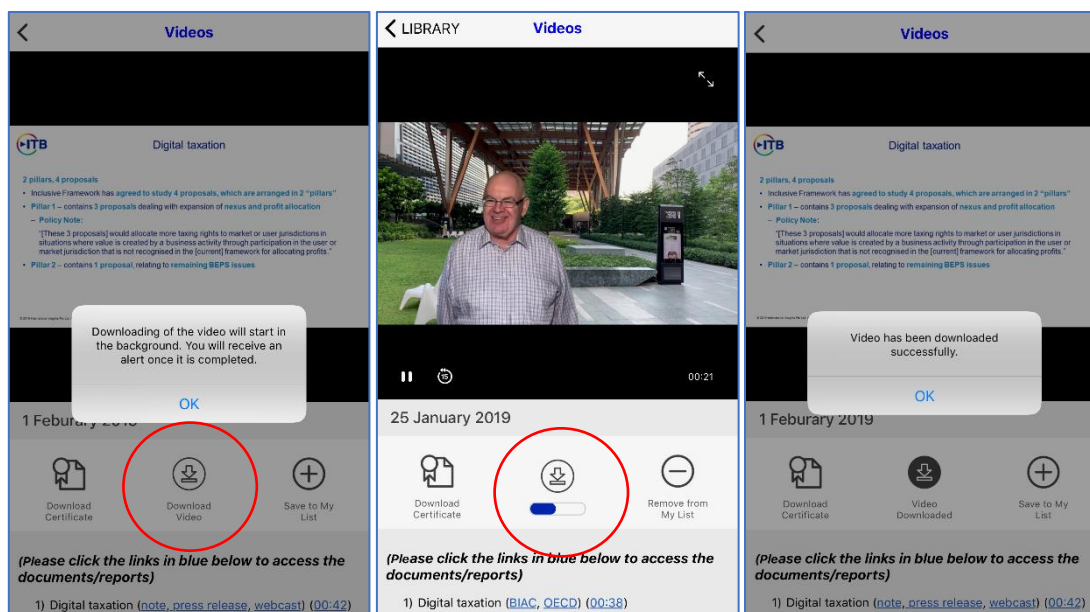 Videos
ITB
Digital taxation
2 pillars, 4 proposals
• Inclusive Framework has agreed to study 4 proposals, which are arranged in 2 "pillars"
• Pillar 1 – contains 3 proposals dealing with expansion of nexus and profit allocation
– Policy Note:
"[These 3 proposals] would allocate more taxing rights to market or user jurisdictions in
situations where value is created by a business activity through participation in the user or
market jurisdiction that is not recognised in the [current] framework for allocating profits."
• Pillar 2 – contains 1 proposal, relating to remaining BEPS issues
Downloading of the video will start in
the background. You will receive an
alert once it is completed.
OK
1 Feburary 2019
Download
Certificate
Download
Video
Save to My
List
(Please click the links in blue below to access the
documents/reports)
1) Digital taxation (note, press release, webcast) (00:42)
LIBRARY
Videos
15
00:21
25 January 2019
Download
Certificate
Remove from
My List
(Please click the links in blue below to access the
documents/reports)
1) Digital taxation (BIAC, OECD) (00:38)
Videos
ITB
Digital taxation
2 pillars, 4 proposals
• Inclusive Framework has agreed to study 4 proposals, which are arranged in 2 "pillars"
• Pillar 1 – contains 3 proposals dealing with expansion of nexus and profit allocation
– Policy Note:
"[These 3 proposals] would allocate more taxing rights to market or user jurisdictions in
situations where value is created by a business activity through participation in the user or
market jurisdiction that is not recognised in the [current] framework for allocating profits."
• Pillar 2 – contains 1 proposal, relating to remaining BEPS issues
Video has been downloaded
successfully.
OK
1 Feburary 2019
Download
Certificate
Video
Downloaded
Save to My
List
(Please click the links in blue below to access the
documents/reports)
1) Digital taxation (note, press release, webcast) (00:42)